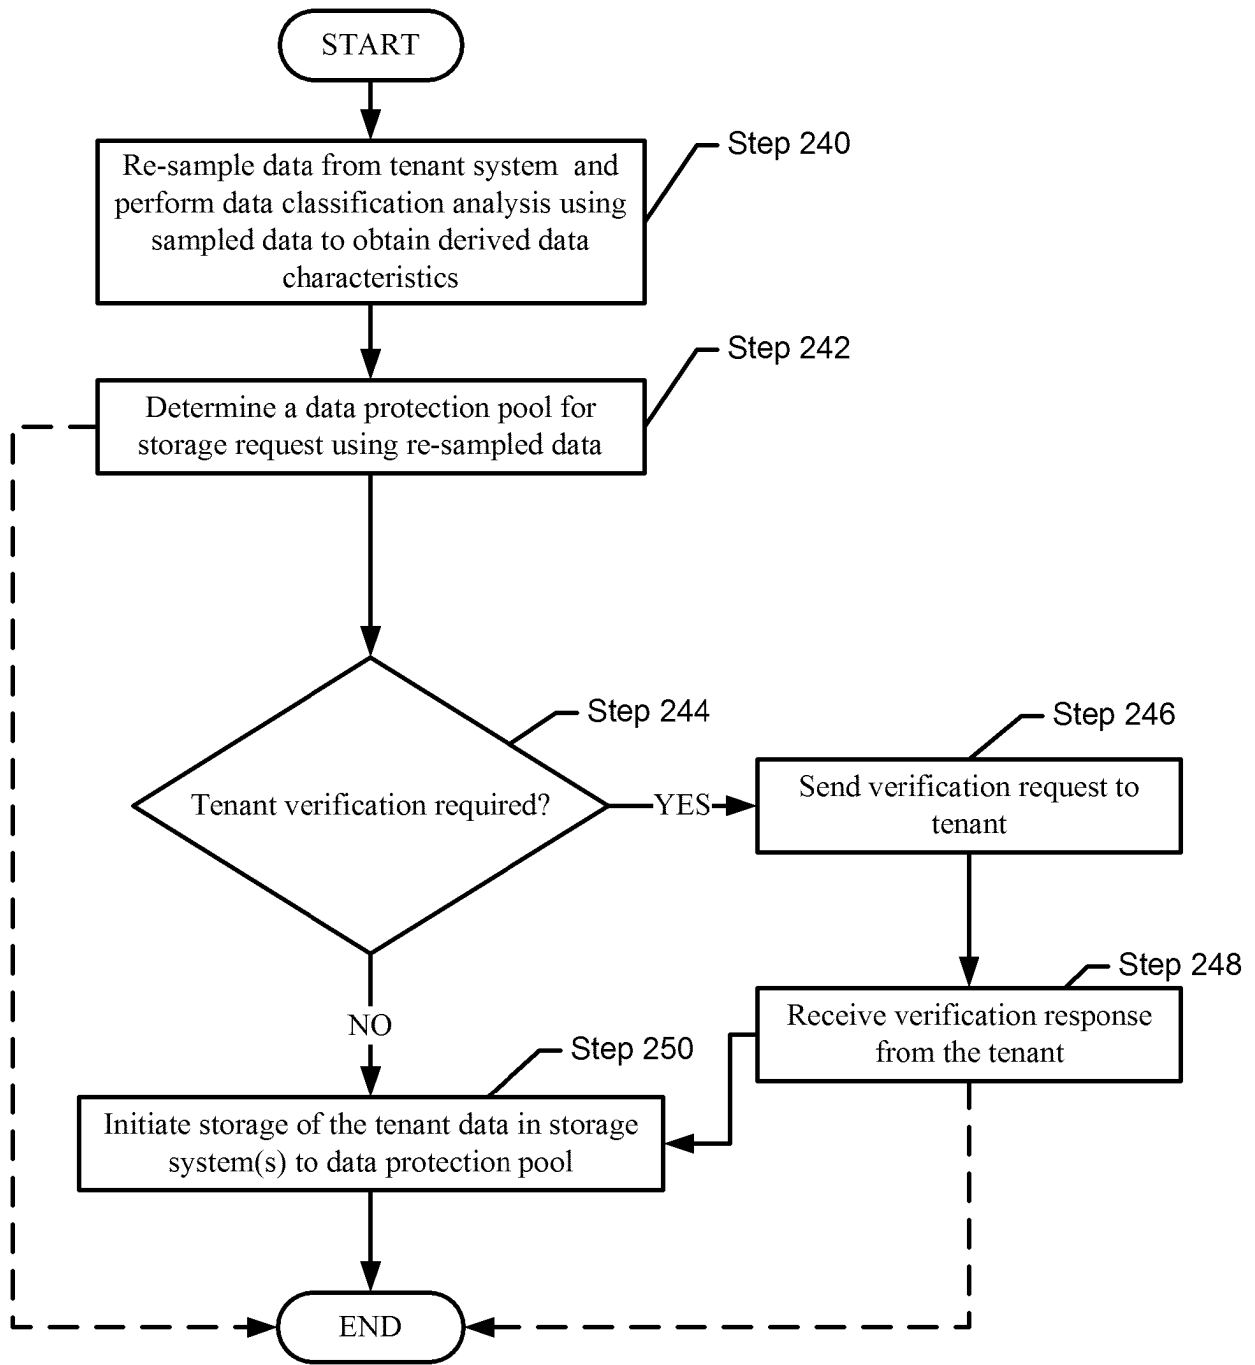 START
Step 240
Re-sample data from tenant system and
perform data classification analysis using
sampled data to obtain derived data
characteristics
Step 242
Determine a data protection pool for
storage request using re-sampled data
Step 244
Tenant verification required?
YES
Step 246
Send verification request to
tenant
Step 248
Receive verification response
from the tenant
NO
Step 250
Initiate storage of the tenant data in storage
system(s) to data protection pool
END